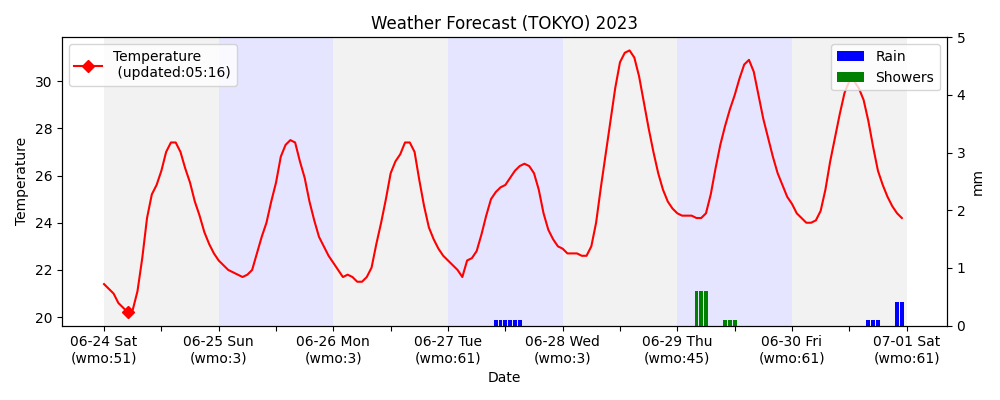 Weather Forecast (TOKYO) 2023
Temperature
(updated:05:16)
Rain
Showers
Temperature
30
28
26
24
22
20
5
4
3
2
1
0
mm
06-24 Sat
(wmo:51)
06-25 Sun
(wmo:3)
06-26 Mon
(wmo:3)
06-27 Tue
(wmo:61)
06-28 Wed
(wmo:3)
06-29 Thu
(wmo:45)
06-30 Fri
(wmo:61)
07-01 Sat
(wmo:61)
Date